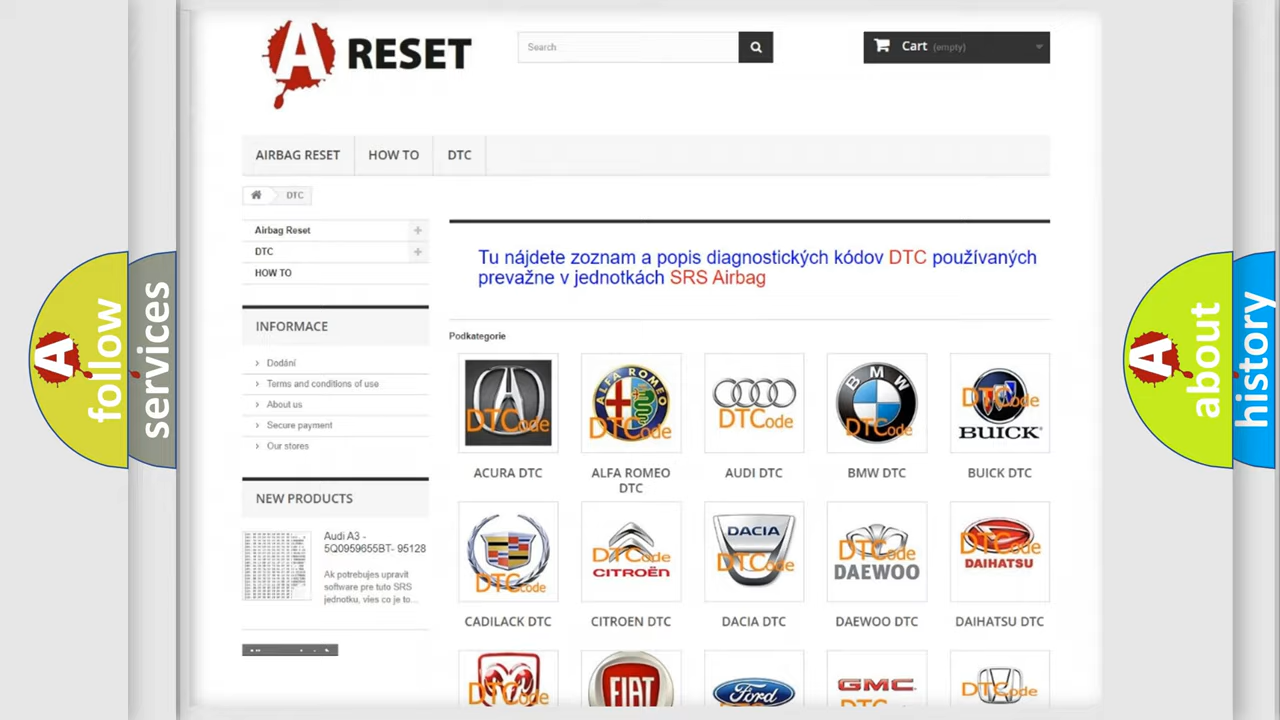 A RESET
Search
Cart (empty)
AIRBAG RESET
HOW TO
DTC
DTC
Airbag Reset
DTC
HOW TO
Tu nájdete zoznam a popis diagnostických kódov DTC používaných
prevažne v jednotkách SRS Airbag
INFORMACE
Dodání
Terms and conditions of use
About us
Secure payment
Our stores
NEW PRODUCTS
Audi A3 -
5Q0959655BT- 95128
Ak potrebujes upravit
software pre tuto SRS
jednotku, vies co je to...
Podkategorie
DTCode
ALFA ROMEO
DTCode
DTCode
BMW
DTCode
DTCode
BUICK
ACURA DTC
ALFA ROMEO
DTC
AUDI DTC
BMW DTC
BUICK DTC
DTCode
DTCode
CITROËN
DACIA
DTCode
DTCode
DAEWOO
DTCode
DAIHATSU
CADILACK DTC
CITROEN DTC
DACIA DTC
DAEWOO DTC
DAIHATSU DTC
DTCode
FIAT
Ford
GMC
DTCode
A follow
services
A about
history